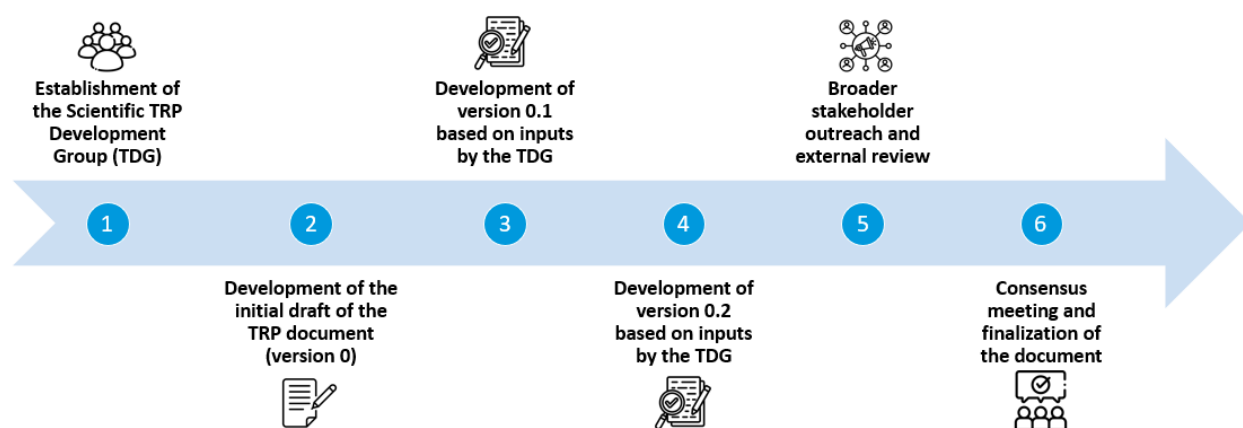 Establishment of
the Scientific TRP
Development
Group (TDG)
Development of
version 0.1
based on inputs
by the TDG
Broader
stakeholder
outreach and
external review
1
2
3
4
5
6
Development of the
initial draft of the
TRP document
(version 0)
Development of
version 0.2
based on inputs
by the TDG
Consensus
meeting and
finalization of
the document